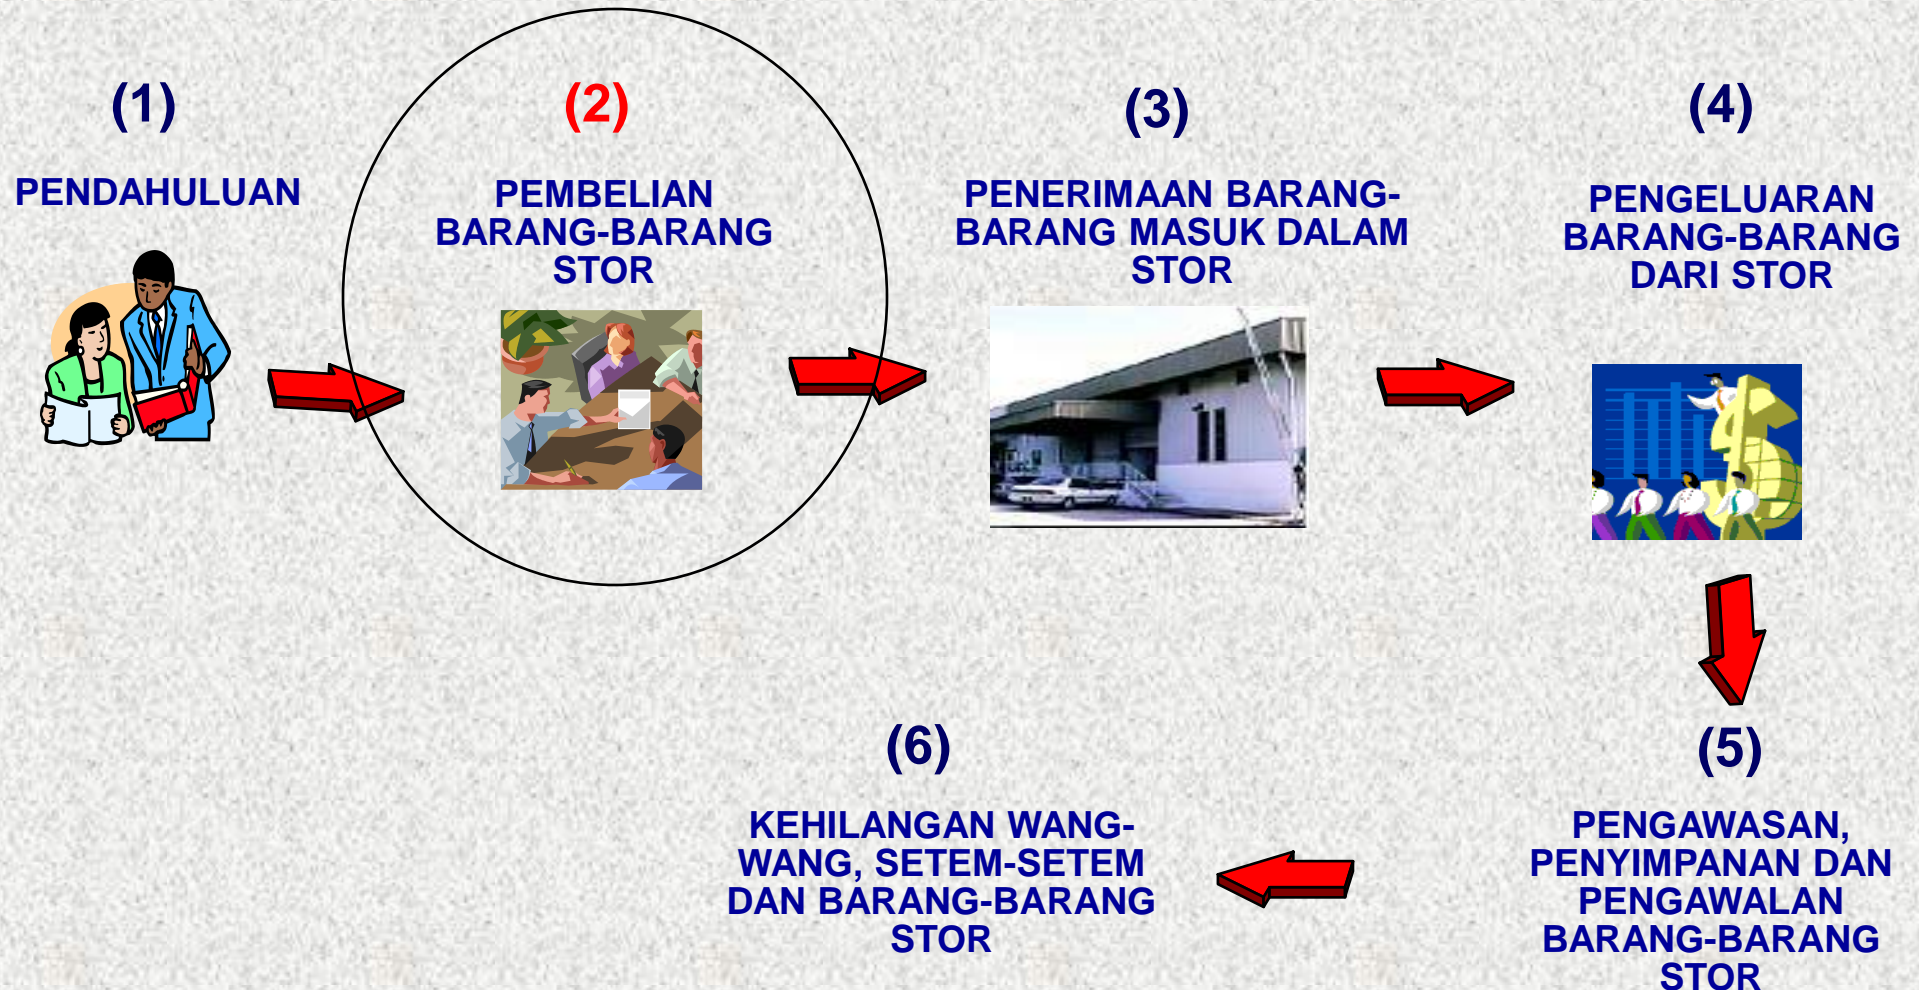 (1)
PENDAHULUAN
(2)
PEMBELIAN
BARANG-BARANG
STOR
(3)
PENERIMAAN BARANG-
BARANG MASUK DALAM
STOR
(4)
PENGELUARAN
BARANG-BARANG
DARI STOR
(5)
PENGAWASAN,
PENYIMPANAN DAN
PENGAWALAN
BARANG-BARANG
STOR
(6)
KEHILANGAN WANG-
WANG, SETEM-SETEM
DAN BARANG-BARANG
STOR